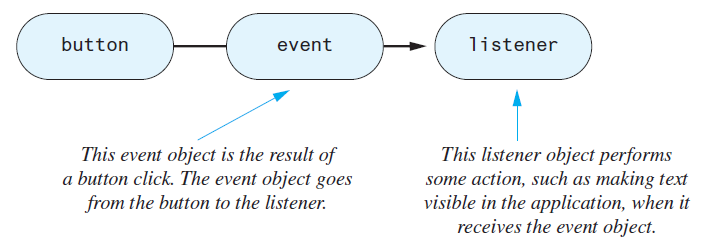 button
event
listener
This event object is the result of
a button click. The event object goes
from the button to the listener.
This listener object performs
some action, such as making text
visible in the application, when it
receives the event object.